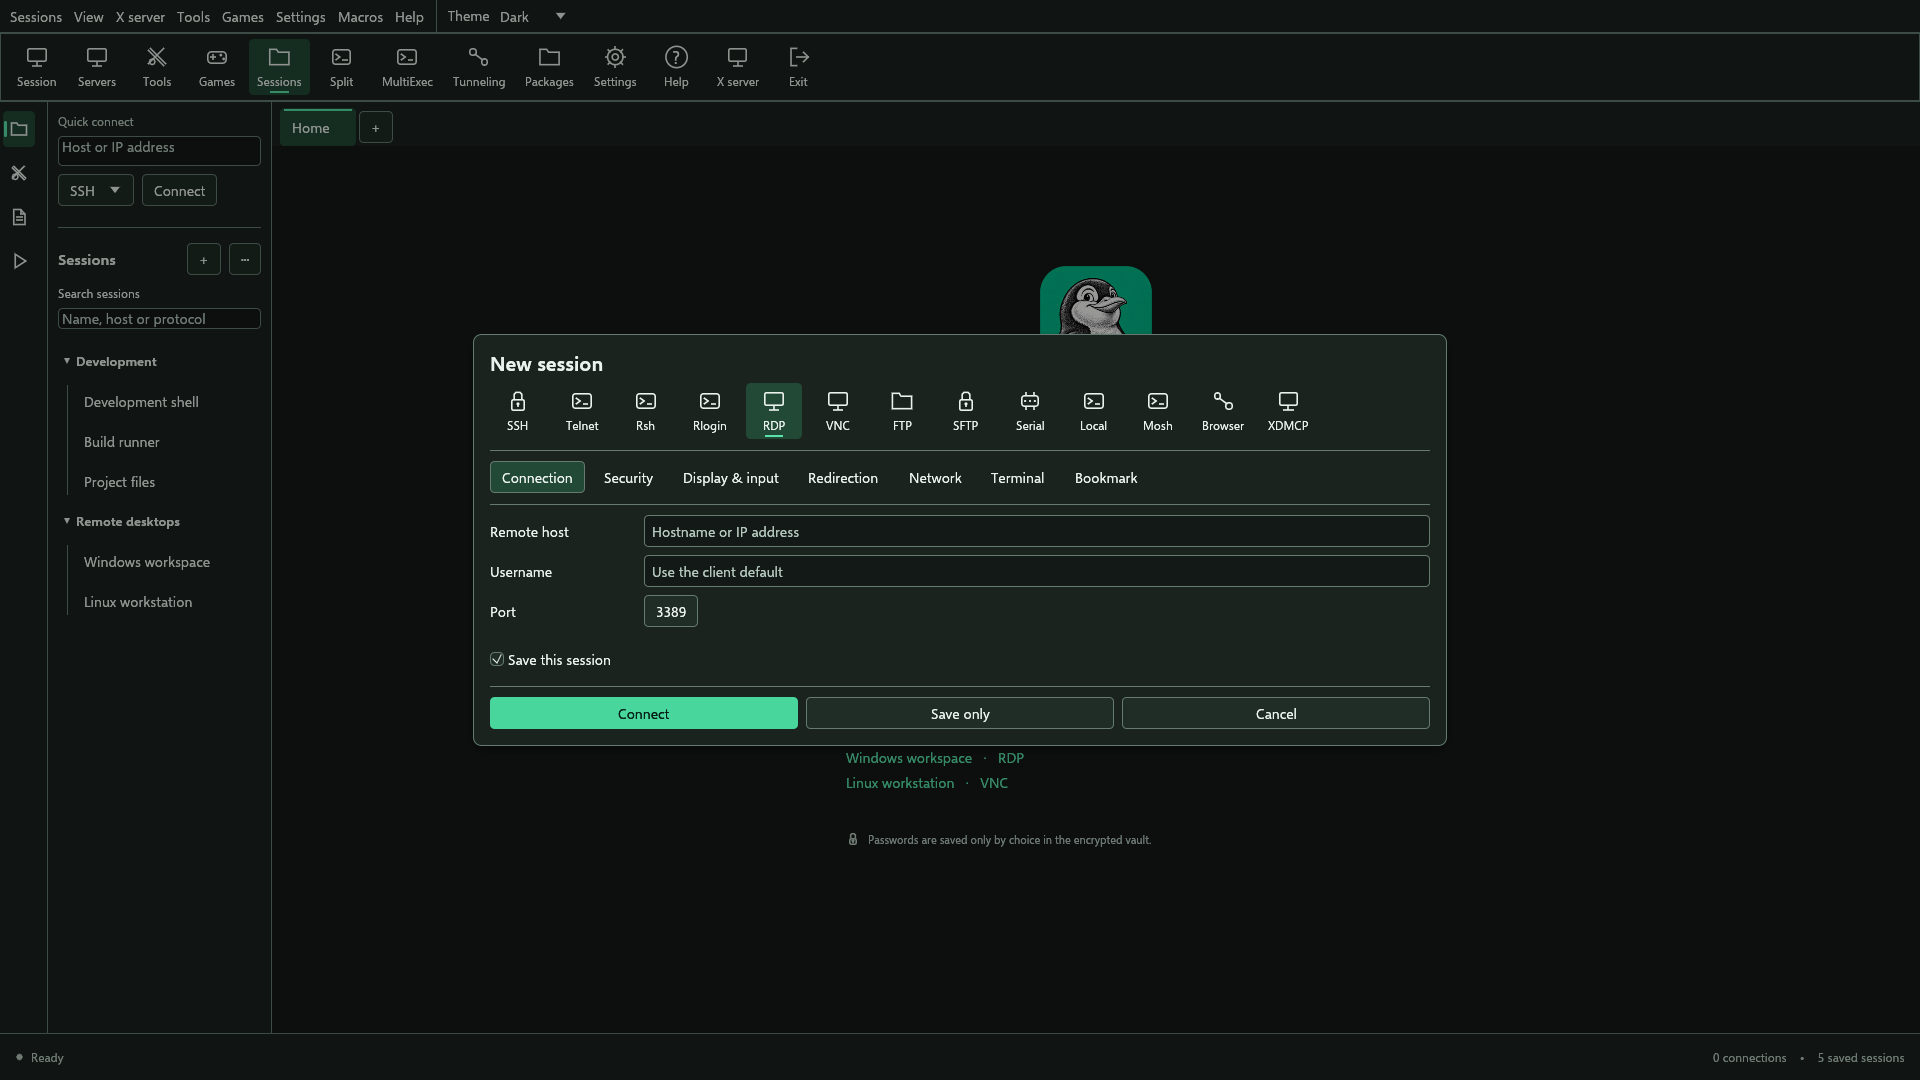 Sessions View X server Tools Games Settings Macros Help Theme Dark
Session Servers Tools Games Sessions Split MultiExec Tunneling Packages Settings Help X server Exit
Quick connect
Host or IP address
SSH Connect
Sessions + ...
Search sessions
Name, host or protocol
Development
Development shell
Build runner
Project files
Remote desktops
Windows workspace
Linux workstation
Home +
New session
SSH Telnet Rsh Rlogin RDP VNC FTP SFTP Serial Local Mosh Browser XDMCP
Connection Security Display & input Redirection Network Terminal Bookmark
Remote host Hostname or IP address
Username Use the client default
Port 3389
Save this session
Connect Save only Cancel
Windows workspace · RDP
Linux workstation · VNC
Passwords are saved only by choice in the encrypted vault.
Ready
0 connections • 5 saved sessions